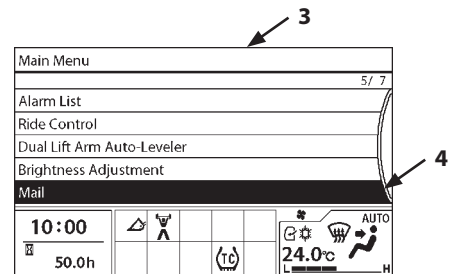 3
Main Menu
5/ 7
Alarm List
Ride Control
Dual Lift Arm Auto-Leveler
Brightness Adjustment
Mail
4
10:00
AUTO
50.0h
TC
24.0℃
L H